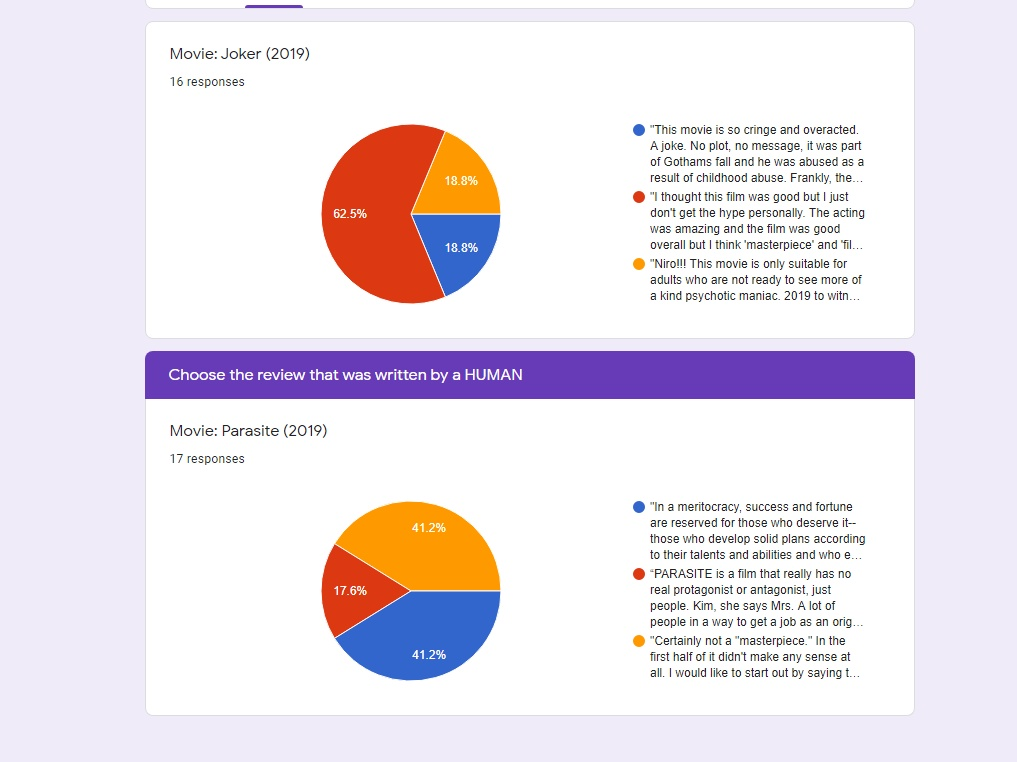 Movie: Joker (2019)
16 responses
18.8%
62.5%
18.8%
"This movie is so cringe and overacted.
A joke. No plot, no message, it was part
of Gothams fall and he was abused as a
result of childhood abuse. Frankly, the...
"I thought this film was good but I just
don't get the hype personally. The acting
was amazing and the film was good
overall but I think 'masterpiece' and 'fil...
"Niro!!! This movie is only suitable for
adults who are not ready to see more of
a kind psychotic maniac. 2019 to witn...
Choose the review that was written by a HUMAN
Movie: Parasite (2019)
17 responses
41.2%
17.6%
41.2%
"In a meritocracy, success and fortune
are reserved for those who deserve it--
those who develop solid plans according
to their talents and abilities and who e...
“PARASITE is a film that really has no
real protagonist or antagonist, just
people. Kim, she says Mrs. A lot of
people in a way to get a job as an orig...
"Certainly not a "masterpiece." In the
first half of it didn't make any sense at
all. I would like to start out by saying t...